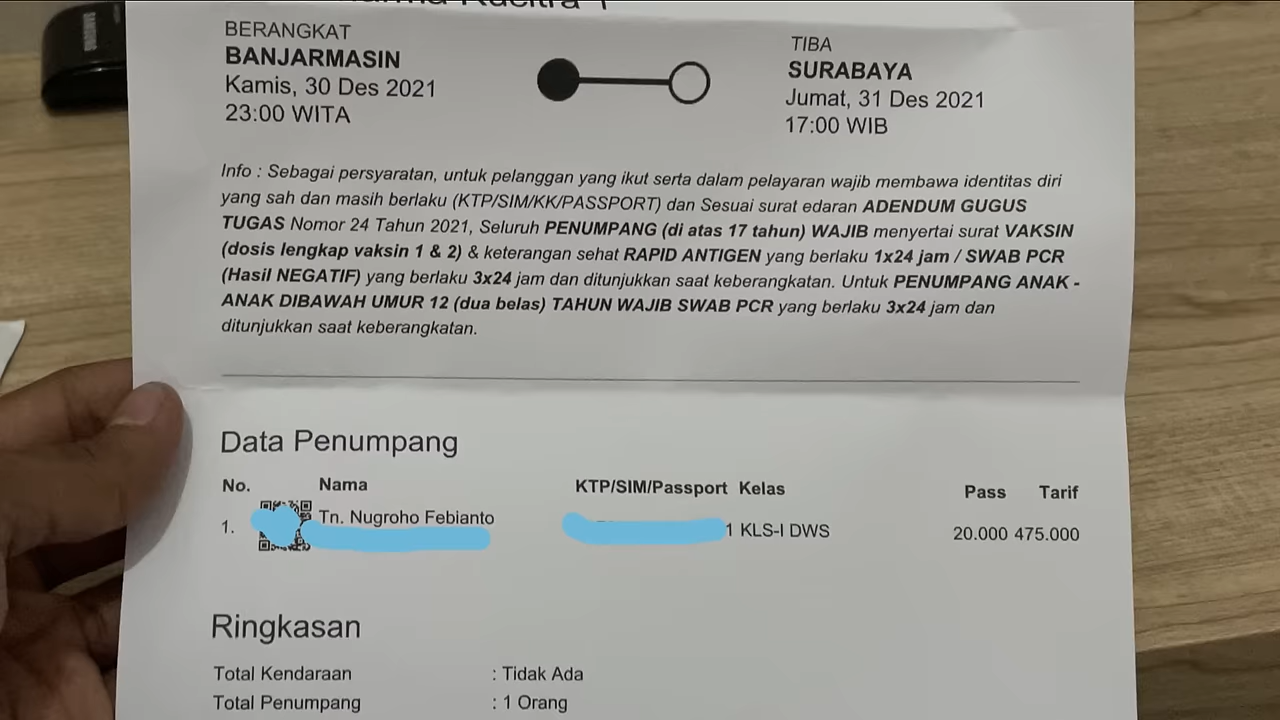 BERANGKAT
BANJARMASIN
Kamis, 30 Des 2021
23:00 WITA
TIBA
SURABAYA
Jumat, 31 Des 2021
17:00 WIB
Info : Sebagai persyaratan, untuk pelanggan yang ikut serta dalam pelayaran wajib membawa identitas diri
yang sah dan masih berlaku (KTP/SIM/KK/PASSPORT) dan Sesuai surat edaran ADENDUM GUGUS
TUGAS Nomor 24 Tahun 2021, Seluruh PENUMPANG (di atas 17 tahun) WAJIB menyertai surat VAKSIN
(dosis lengkap vaksin 1 & 2) & keterangan sehat RAPID ANTIGEN yang berlaku 1x24 jam / SWAB PCR
(Hasil NEGATIF) yang berlaku 3x24 jam dan ditunjukkan saat keberangkatan. Untuk PENUMPANG ANAK -
ANAK DIBAWAH UMUR 12 (dua belas) TAHUN WAJIB SWAB PCR yang berlaku 3x24 jam dan
ditunjukkan saat keberangkatan.
Data Penumpang
No. Nama KTP/SIM/Passport Kelas Pass Tarif
1. Tn. Nugroho Febianto 1 KLS-I DWS 20.000 475.000
Ringkasan
Total Kendaraan : Tidak Ada
Total Penumpang : 1 Orang